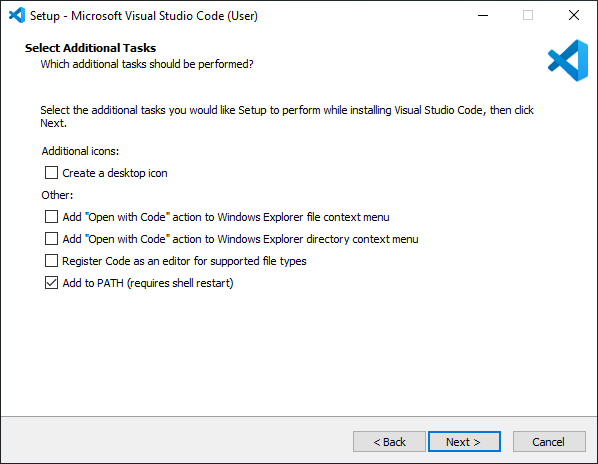 Setup - Microsoft Visual Studio Code (User)
Select Additional Tasks
Which additional tasks should be performed?
Select the additional tasks you would like Setup to perform while installing Visual Studio Code, then click
Next.
Additional icons:
Create a desktop icon
Other:
Add "Open with Code" action to Windows Explorer file context menu
Add "Open with Code" action to Windows Explorer directory context menu
Register Code as an editor for supported file types
Add to PATH (requires shell restart)
< Back Next > Cancel